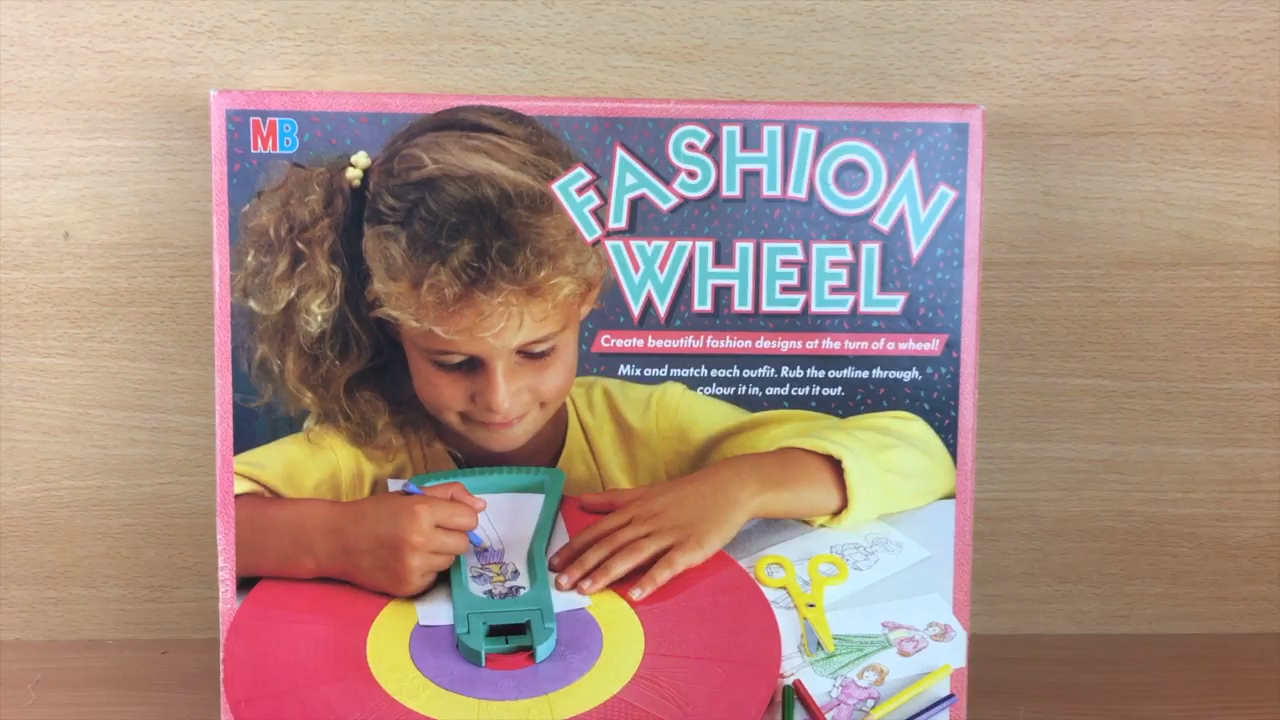 MB
FASHION
WHEEL
Create beautiful fashion designs at the turn of a wheel!
Mix and match each outfit. Rub the outline through,
colour it in, and cut it out.